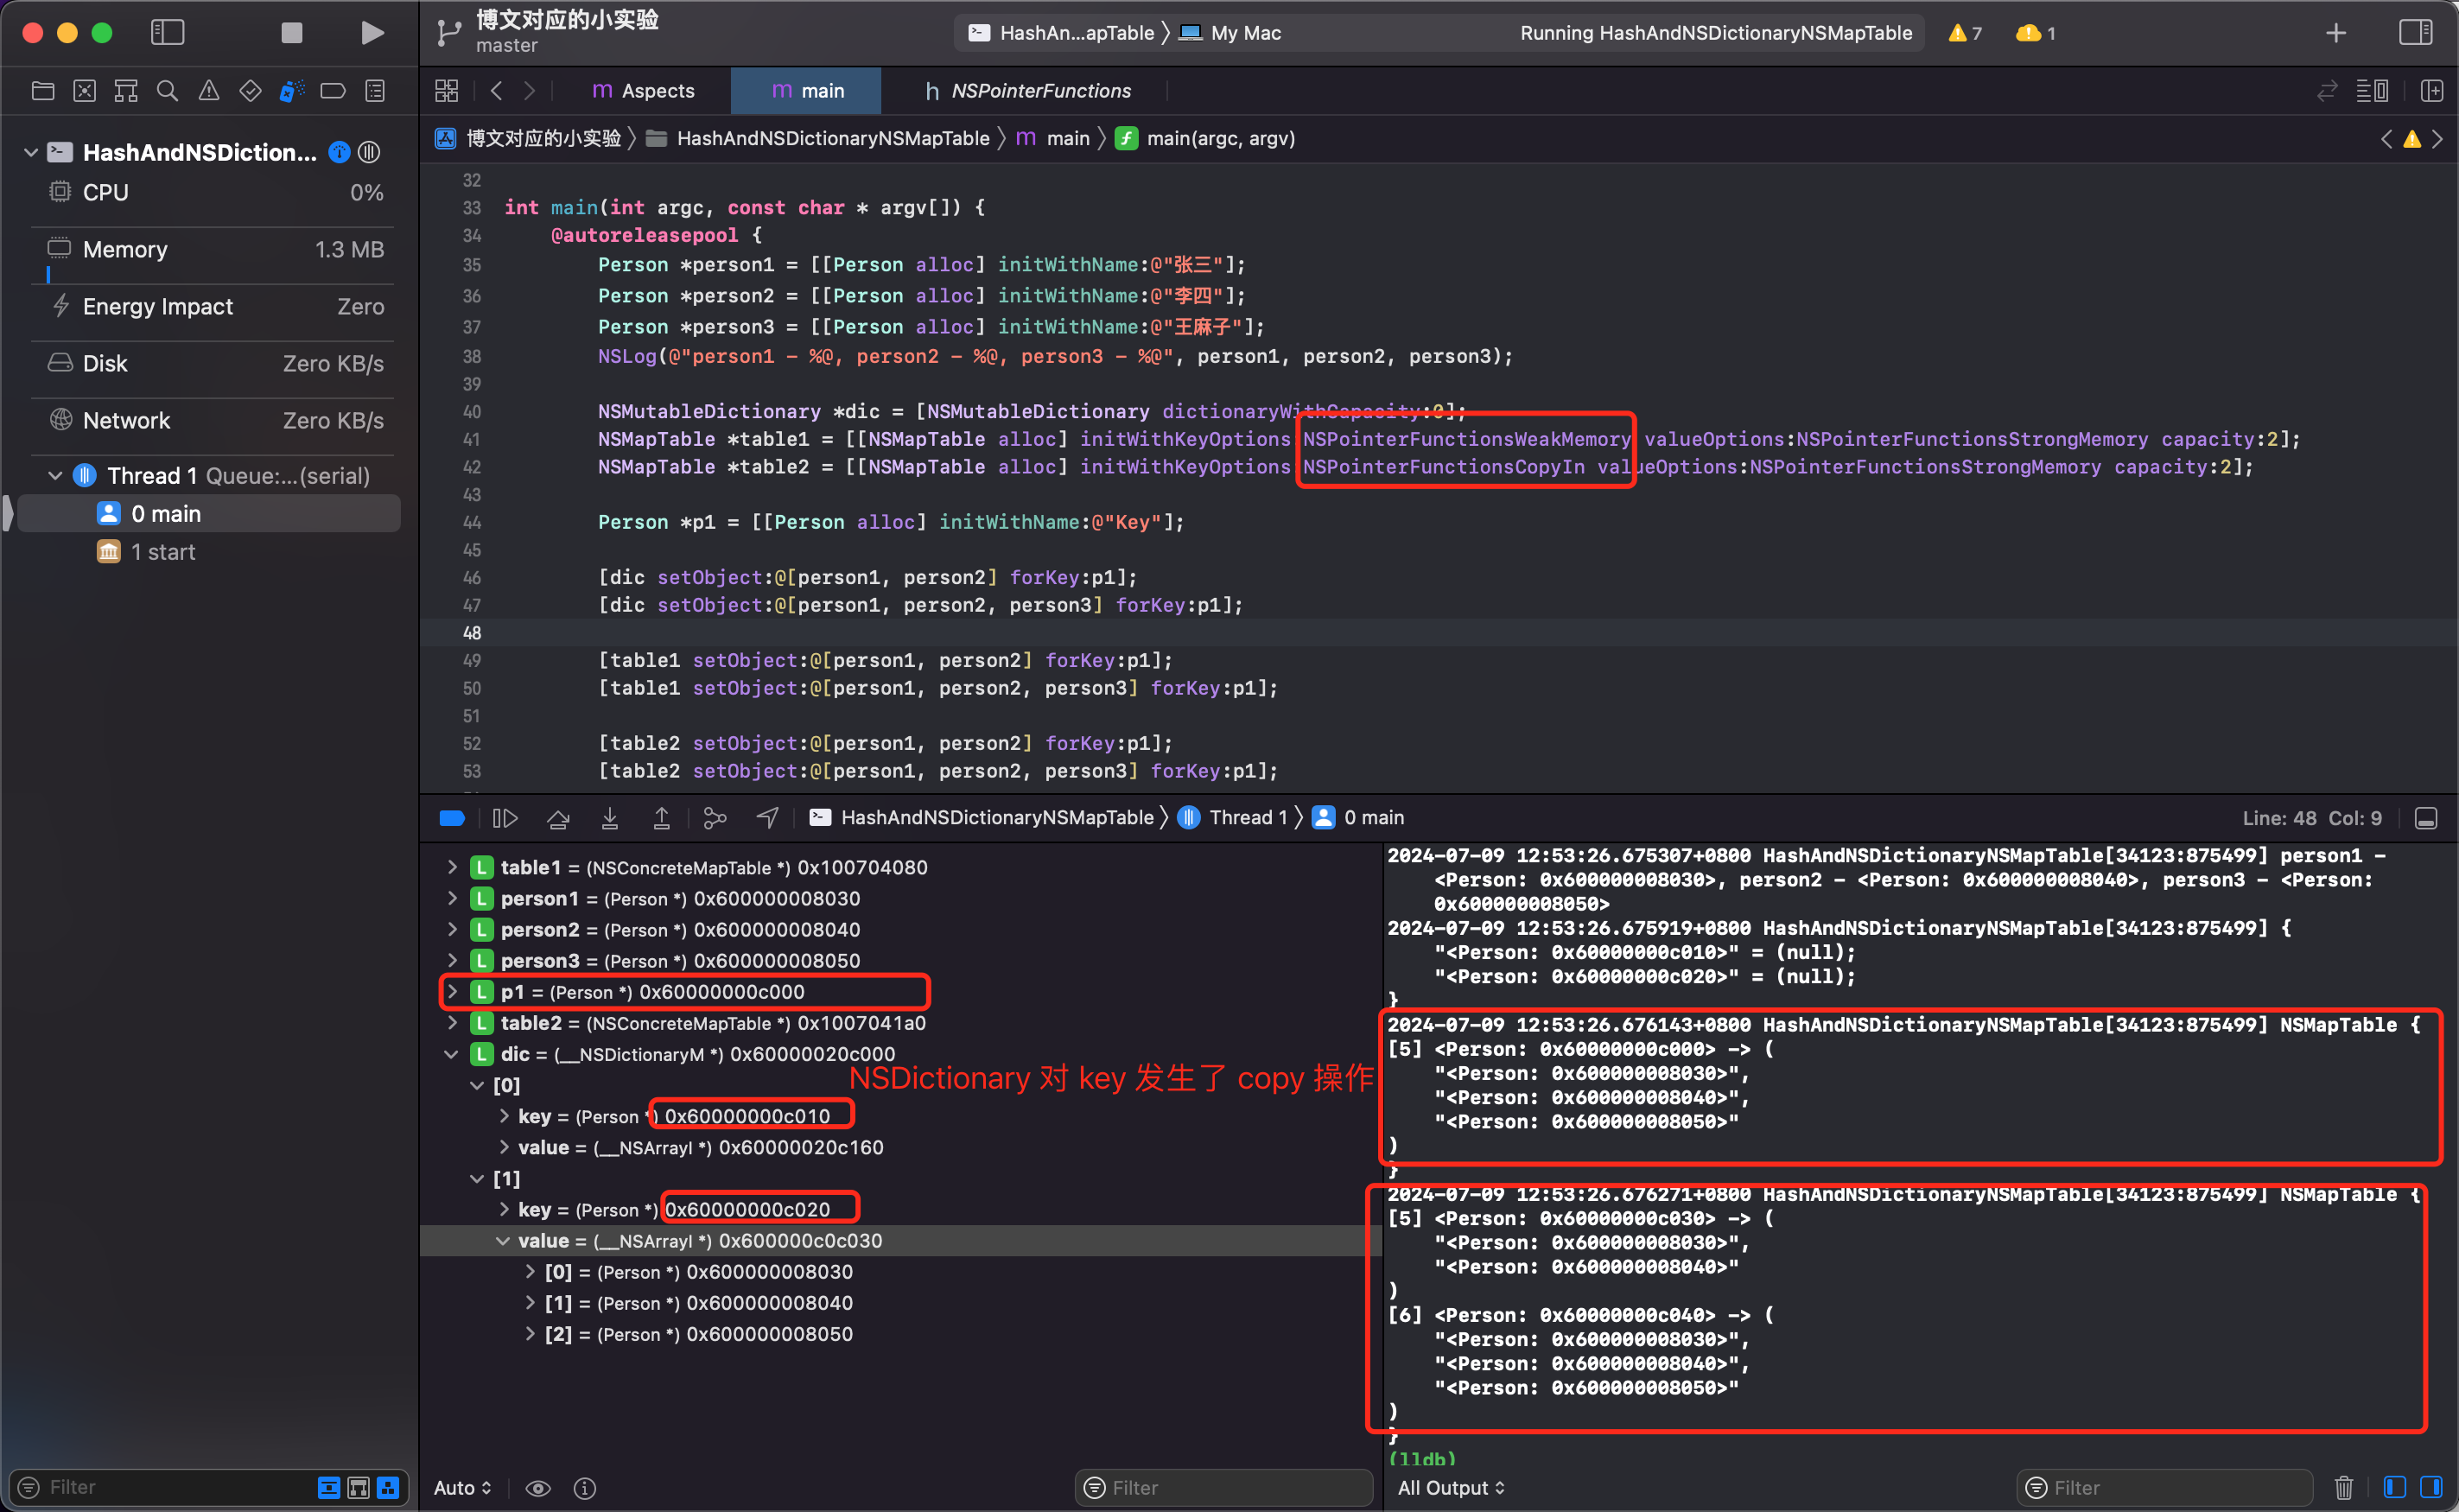 博文对应的小实验
master
HashAn...apTable 〉 My Mac
Running HashAndNSDictionaryNSMapTable
7
1
Aspects
m main
h NSPointerFunctions
博文对应的小实验 〉 HashAndNSDictionaryNSMapTable 〉 m main 〉 f main(argc, argv)
HashAndNSDiction...
CPU 0%
Memory 1.3 MB
Energy Impact Zero
Disk Zero KB/s
Network Zero KB/s
Thread 1 Queue:...(serial)
0 main
1 start
Filter
32
33 int main(int argc, const char * argv[]) {
34 @autoreleasepool {
35 Person *person1 = [[Person alloc] initWithName:@"张三"];
36 Person *person2 = [[Person alloc] initWithName:@"李四"];
37 Person *person3 = [[Person alloc] initWithName:@"王麻子"];
38 NSLog(@"person1 - %@, person2 - %@, person3 - %@", person1, person2, person3);
39
40 NSMutableDictionary *dic = [NSMutableDictionary dictionaryWithCapacity:0];
41 NSMapTable *table1 = [[NSMapTable alloc] initWithKeyOptions:NSPointerFunctionsWeakMemory valueOptions:NSPointerFunctionsStrongMemory capacity:2];
42 NSMapTable *table2 = [[NSMapTable alloc] initWithKeyOptions:NSPointerFunctionsCopyIn valueOptions:NSPointerFunctionsStrongMemory capacity:2];
43
44 Person *p1 = [[Person alloc] initWithName:@"Key"];
45
46 [dic setObject:@[person1, person2] forKey:p1];
47 [dic setObject:@[person1, person2, person3] forKey:p1];
48
49 [table1 setObject:@[person1, person2] forKey:p1];
50 [table1 setObject:@[person1, person2, person3] forKey:p1];
51
52 [table2 setObject:@[person1, person2] forKey:p1];
53 [table2 setObject:@[person1, person2, person3] forKey:p1];
HashAndNSDictionaryNSMapTable 〉 Thread 1 〉 0 main
Line: 48 Col: 9
L table1 = (NSConcreteMapTable *) 0x100704080
L person1 = (Person *) 0x600000008030
L person2 = (Person *) 0x600000008040
L person3 = (Person *) 0x600000008050
L p1 = (Person *) 0x60000000c000
L table2 = (NSConcreteMapTable *) 0x1007041a0
L dic = (__NSDictionaryM *) 0x60000020c000
NSDictionary 对 key 发生了 copy 操作
[0]
key = (Person *) 0x60000000c010
value = (__NSArrayI *) 0x60000020c160
[1]
key = (Person *) 0x60000000c020
value = (__NSArrayI *) 0x600000c0c030
[0] = (Person *) 0x600000008030
[1] = (Person *) 0x600000008040
[2] = (Person *) 0x600000008050
Auto
Filter
2024-07-09 12:53:26.675307+0800 HashAndNSDictionaryNSMapTable[34123:875499] person1 -
<Person: 0x600000008030>, person2 - <Person: 0x600000008040>, person3 - <Person:
0x600000008050>
2024-07-09 12:53:26.675919+0800 HashAndNSDictionaryNSMapTable[34123:875499] {
"<Person: 0x60000000c010>" = (null);
"<Person: 0x60000000c020>" = (null);
}
2024-07-09 12:53:26.676143+0800 HashAndNSDictionaryNSMapTable[34123:875499] NSMapTable {
[5] <Person: 0x60000000c000> -> (
"<Person: 0x600000008030>",
"<Person: 0x600000008040>",
"<Person: 0x600000008050>"
)
}
2024-07-09 12:53:26.676271+0800 HashAndNSDictionaryNSMapTable[34123:875499] NSMapTable {
[5] <Person: 0x60000000c030> -> (
"<Person: 0x600000008030>",
"<Person: 0x600000008040>"
)
[6] <Person: 0x60000000c040> -> (
"<Person: 0x600000008030>",
"<Person: 0x600000008040>",
"<Person: 0x600000008050>"
)
}
(lldb)
All Output
Filter